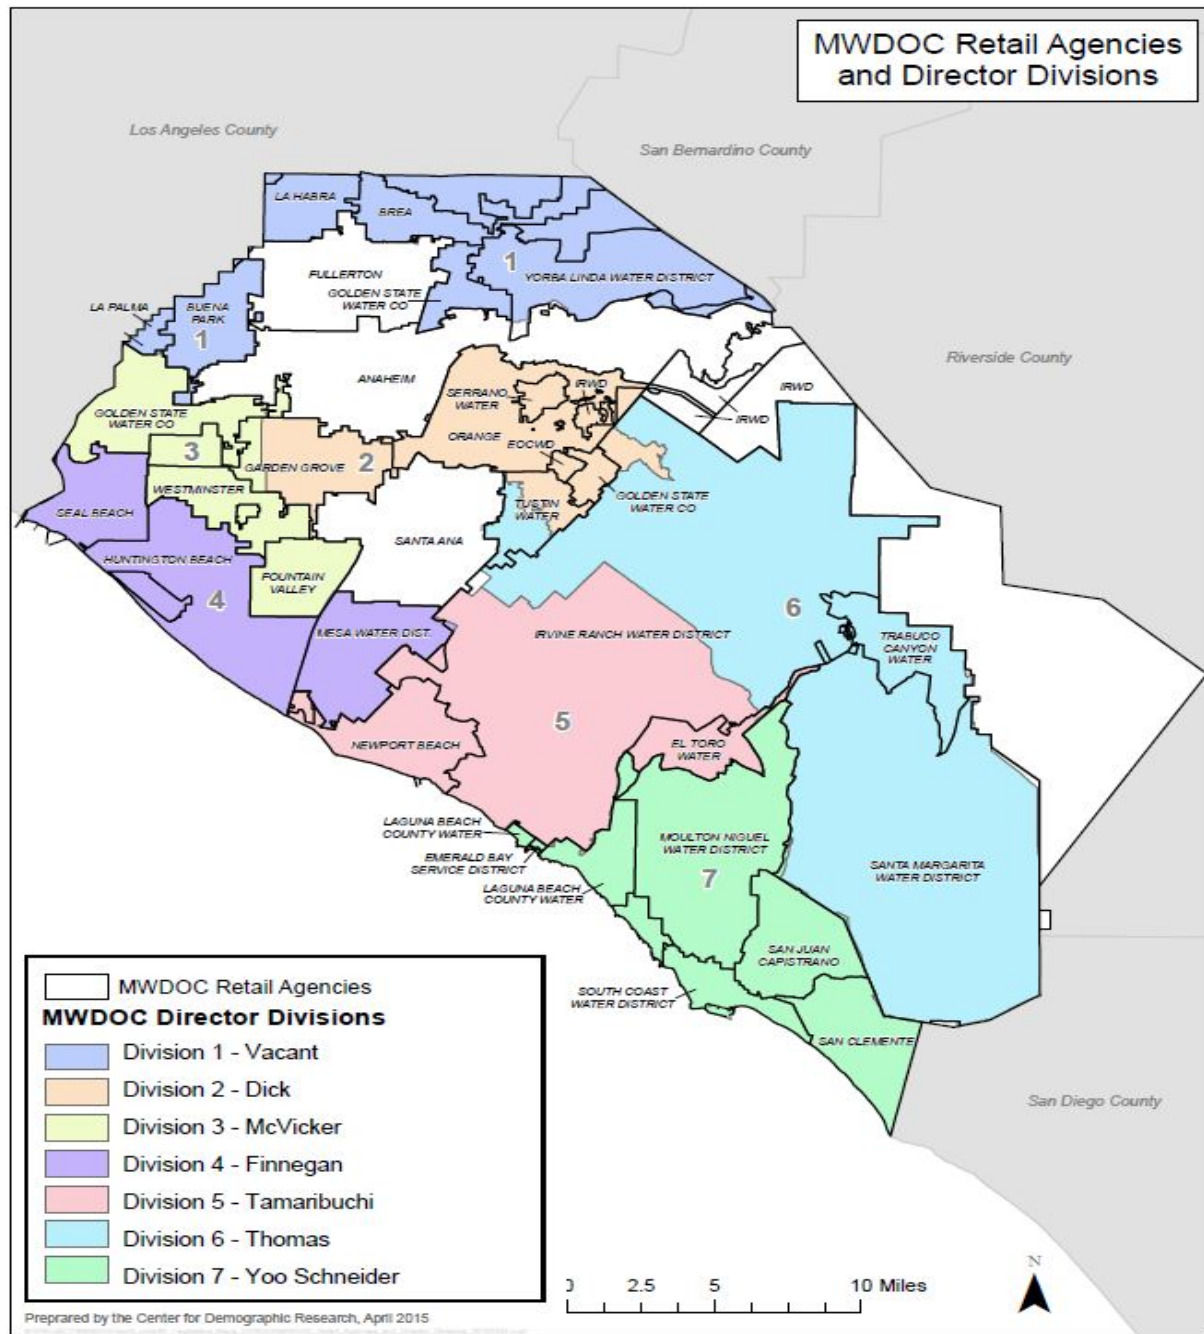 MWDOC Retail Agencies
and Director Divisions
Los Angeles County
San Bernardino County
LA HABRA
BREA
1
FULLERTON
YORBA LINDA WATER DISTRICT
GOLDEN STATE
WATER CO
LA PALMA
BUENA
PARK
1
Riverside County
ANAHEIM
SERRANO
WATER
IRWD
IRWD
IRWD
GOLDEN STATE
WATER CO
ORANGE
EOCWD
3
GARDEN GROVE
2
WESTMINSTER
GOLDEN STATE
WATER CO
TUSTIN
WATER
SEAL BEACH
SANTA ANA
HUNTINGTON BEACH
FOUNTAIN
VALLEY
4
6
MESA WATER DIST.
IRVINE RANCH WATER DISTRICT
TRABUCO
CANYON
WATER
5
NEWPORT BEACH
EL TORO
WATER
LAGUNA BEACH
COUNTY WATER
MOULTON NIGUEL
WATER DISTRICT
EMERALD BAY
SERVICE DISTRICT
SANTA MARGARITA
WATER DISTRICT
7
LAGUNA BEACH
COUNTY WATER
SAN JUAN
CAPISTRANO
SOUTH COAST
WATER DISTRICT
SAN CLEMENTE
San Diego County
MWDOC Retail Agencies
MWDOC Director Divisions
Division 1 - Vacant
Division 2 - Dick
Division 3 - McVicker
Division 4 - Finnegan
Division 5 - Tamaribuchi
Division 6 - Thomas
Division 7 - Yoo Schneider
0 2.5 5 10 Miles
N
Preprared by the Center for Demographic Research, April 2015